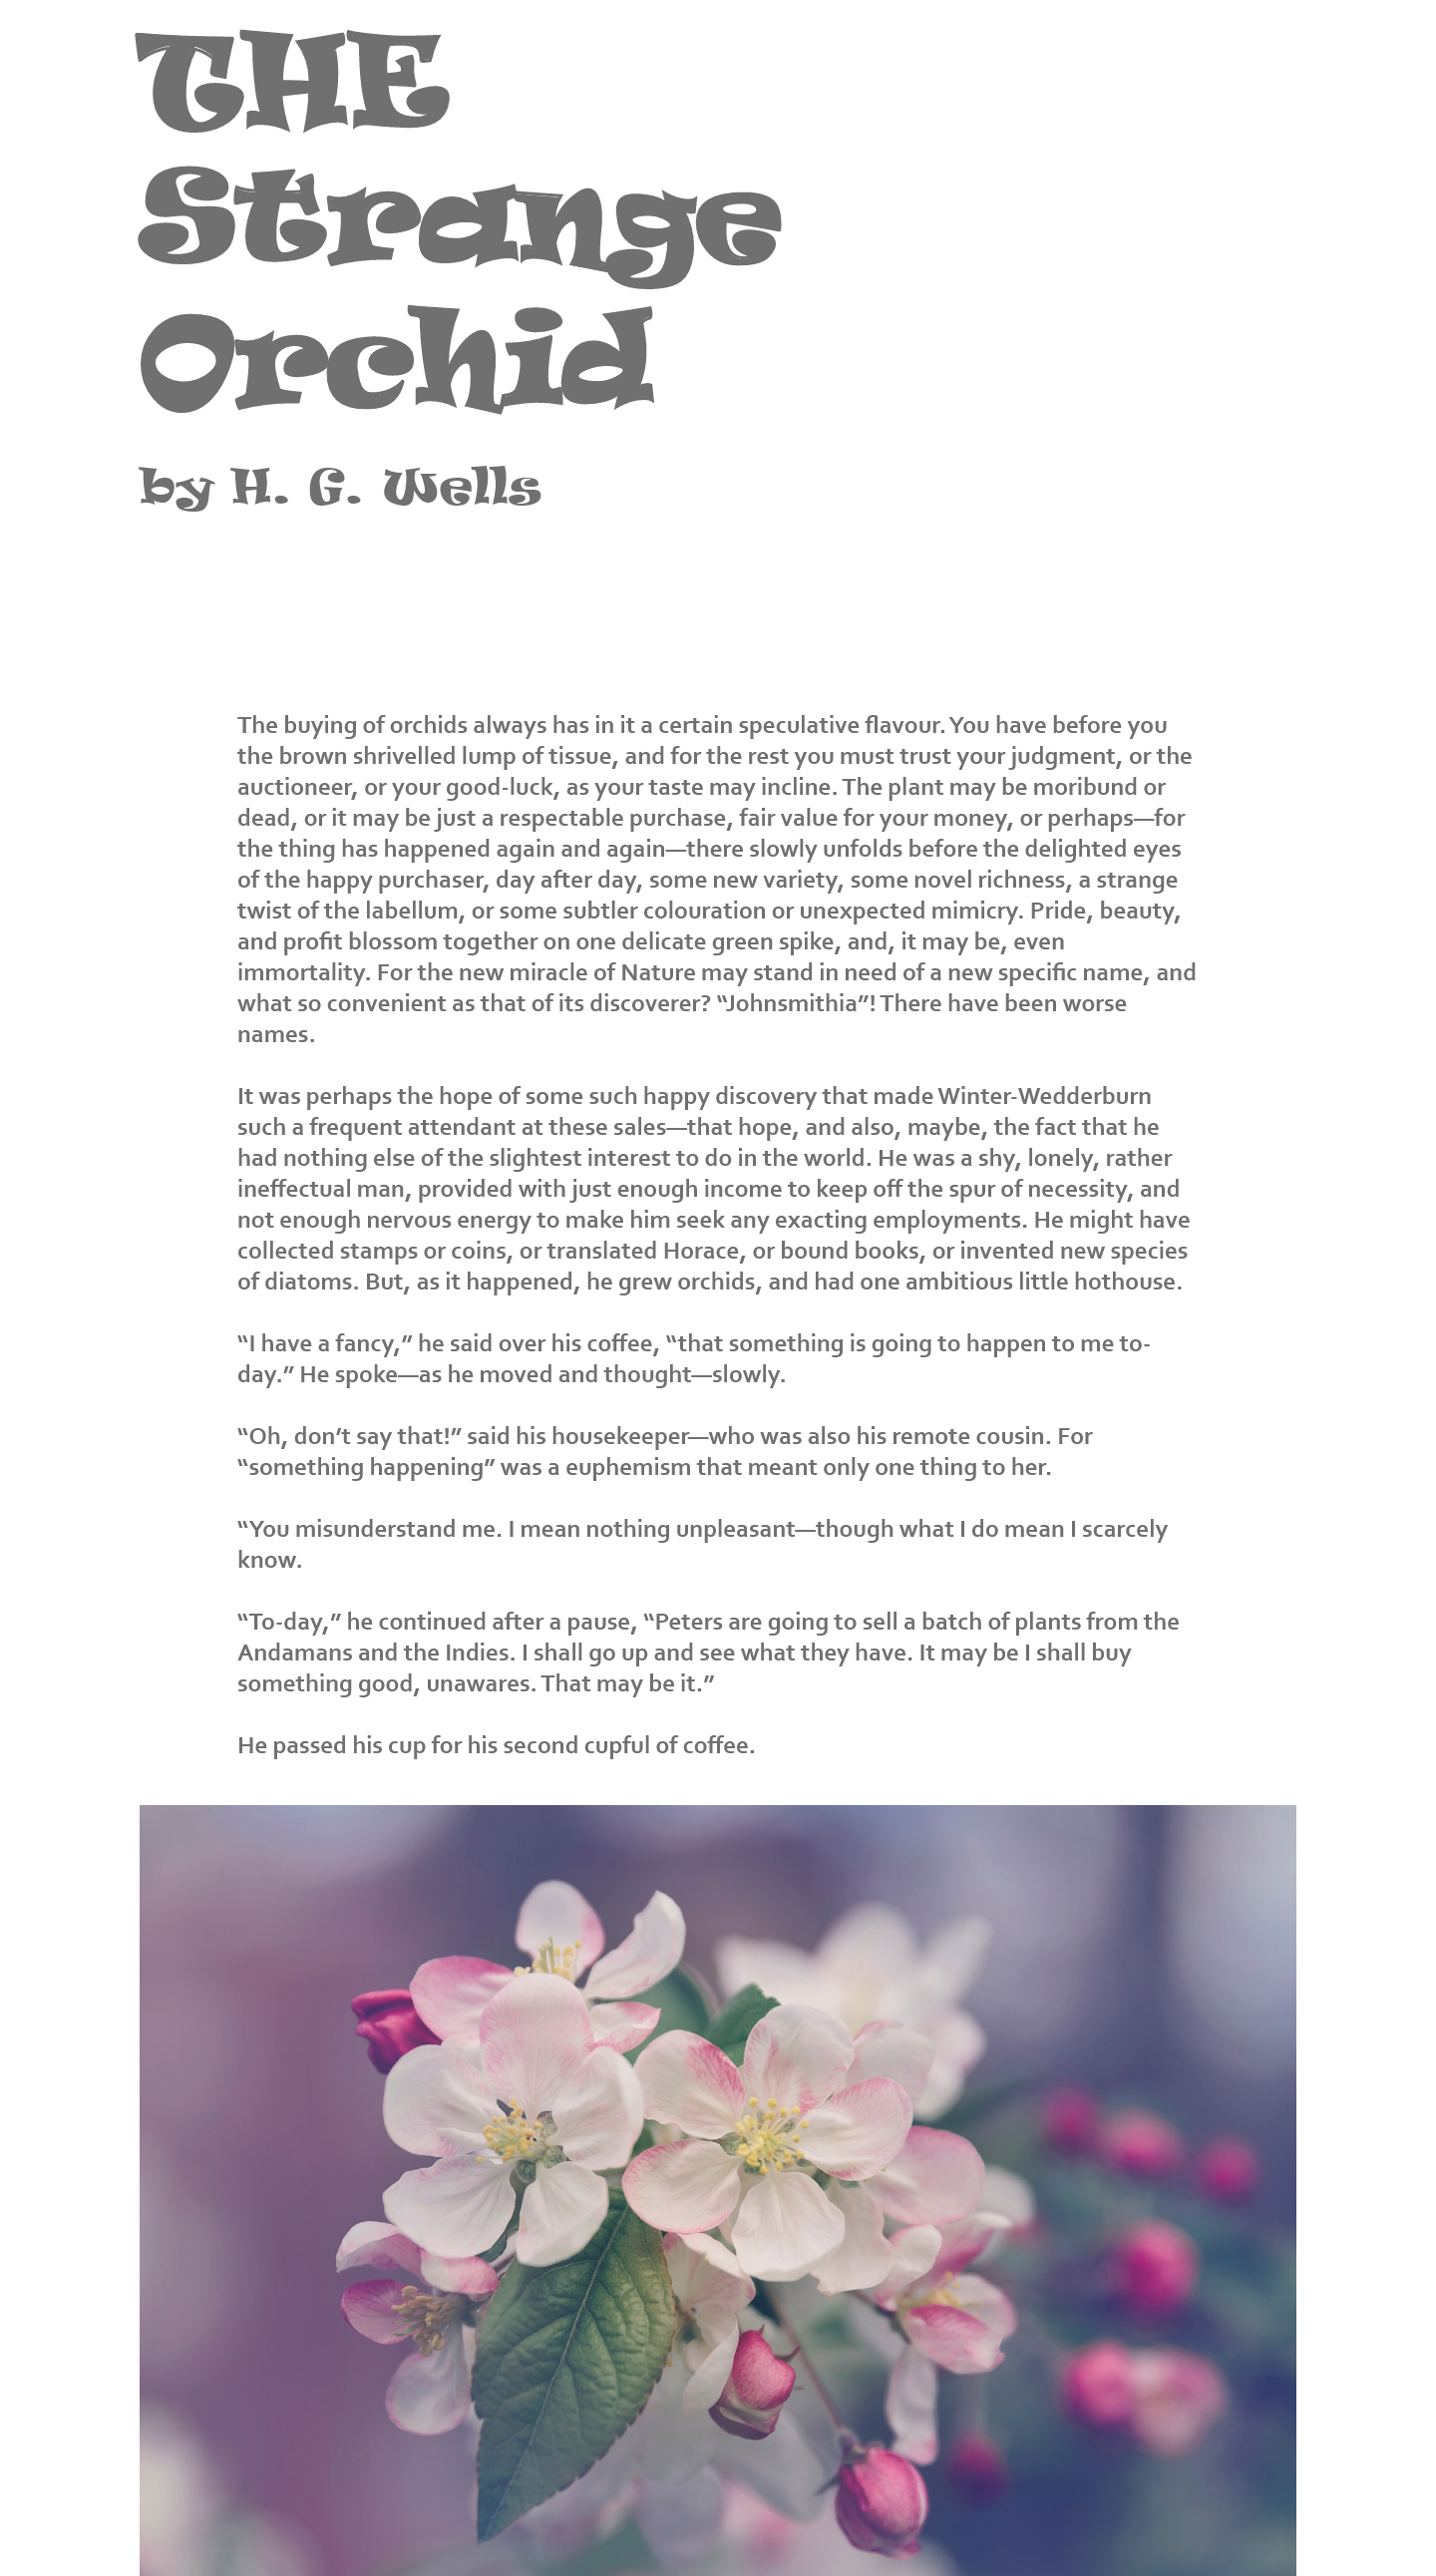 THE
Strange
Orchid
by H. G. Wells
The buying of orchids always has in it a certain speculative flavour. You have before you
the brown shrivelled lump of tissue, and for the rest you must trust your judgment, or the
auctioneer, or your good-luck, as your taste may incline. The plant may be moribund or
dead, or it may be just a respectable purchase, fair value for your money, or perhaps—for
the thing has happened again and again—there slowly unfolds before the delighted eyes
of the happy purchaser, day after day, some new variety, some novel richness, a strange
twist of the labellum, or some subtler colouration or unexpected mimicry. Pride, beauty,
and profit blossom together on one delicate green spike, and, it may be, even
immortality. For the new miracle of Nature may stand in need of a new specific name, and
what so convenient as that of its discoverer? “Johnsmithia”! There have been worse
names.
It was perhaps the hope of some such happy discovery that made Winter-Wedderburn
such a frequent attendant at these sales—that hope, and also, maybe, the fact that he
had nothing else of the slightest interest to do in the world. He was a shy, lonely, rather
ineffectual man, provided with just enough income to keep off the spur of necessity, and
not enough nervous energy to make him seek any exacting employments. He might have
collected stamps or coins, or translated Horace, or bound books, or invented new species
of diatoms. But, as it happened, he grew orchids, and had one ambitious little hothouse.
“I have a fancy,” he said over his coffee, “that something is going to happen to me to-
day.” He spoke—as he moved and thought—slowly.
“Oh, don’t say that!” said his housekeeper—who was also his remote cousin. For
“something happening” was a euphemism that meant only one thing to her.
“You misunderstand me. I mean nothing unpleasant—though what I do mean I scarcely
know.
“To-day,” he continued after a pause, “Peters are going to sell a batch of plants from the
Andamans and the Indies. I shall go up and see what they have. It may be I shall buy
something good, unawares. That may be it.”
He passed his cup for his second cupful of coffee.